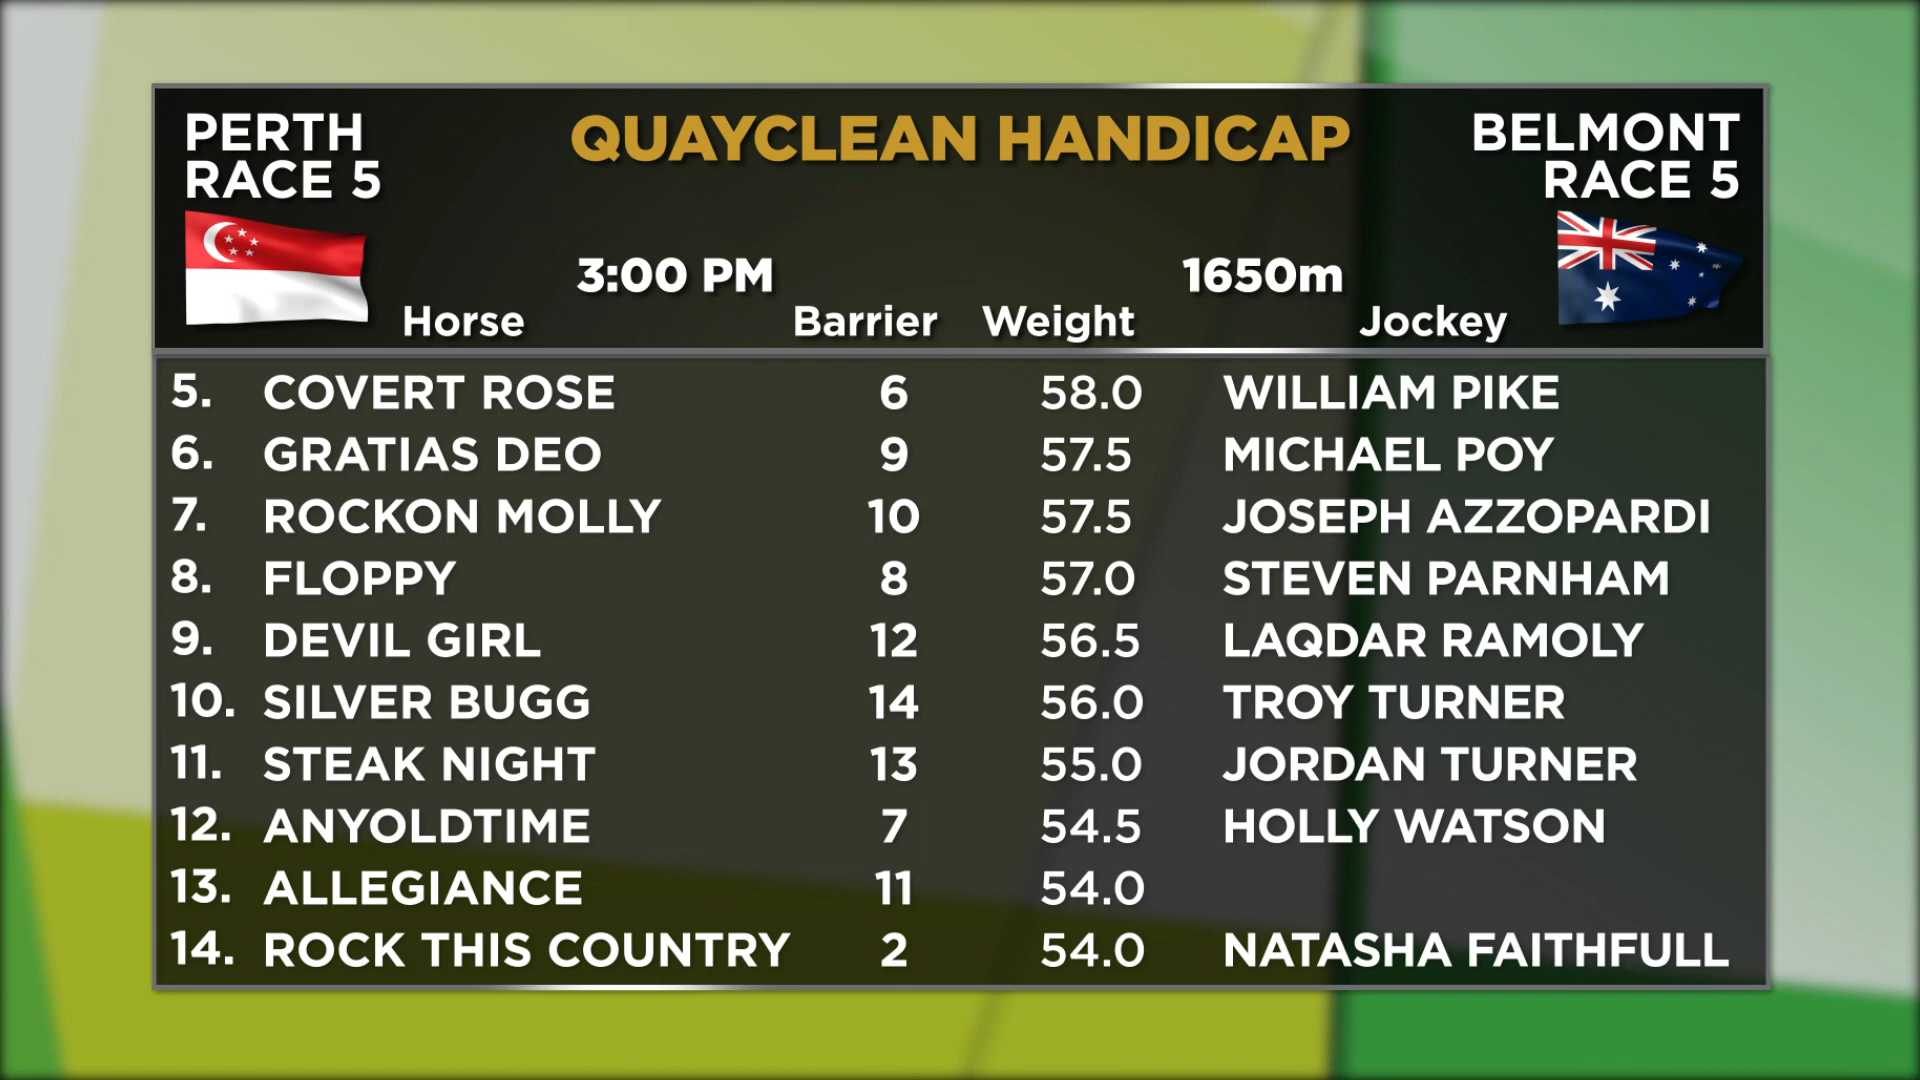 PERTH
RACE 5
QUAYCLEAN HANDICAP
BELMONT
RACE 5
3:00 PM 1650m
Horse Barrier Weight Jockey
5. COVERT ROSE 6 58.0 WILLIAM PIKE
6. GRATIAS DEO 9 57.5 MICHAEL POY
7. ROCKON MOLLY 10 57.5 JOSEPH AZZOPARDI
8. FLOPPY 8 57.0 STEVEN PARNHAM
9. DEVIL GIRL 12 56.5 LAQDAR RAMOLY
10. SILVER BUGG 14 56.0 TROY TURNER
11. STEAK NIGHT 13 55.0 JORDAN TURNER
12. ANYOLDTIME 7 54.5 HOLLY WATSON
13. ALLEGIANCE 11 54.0
14. ROCK THIS COUNTRY 2 54.0 NATASHA FAITHFULL